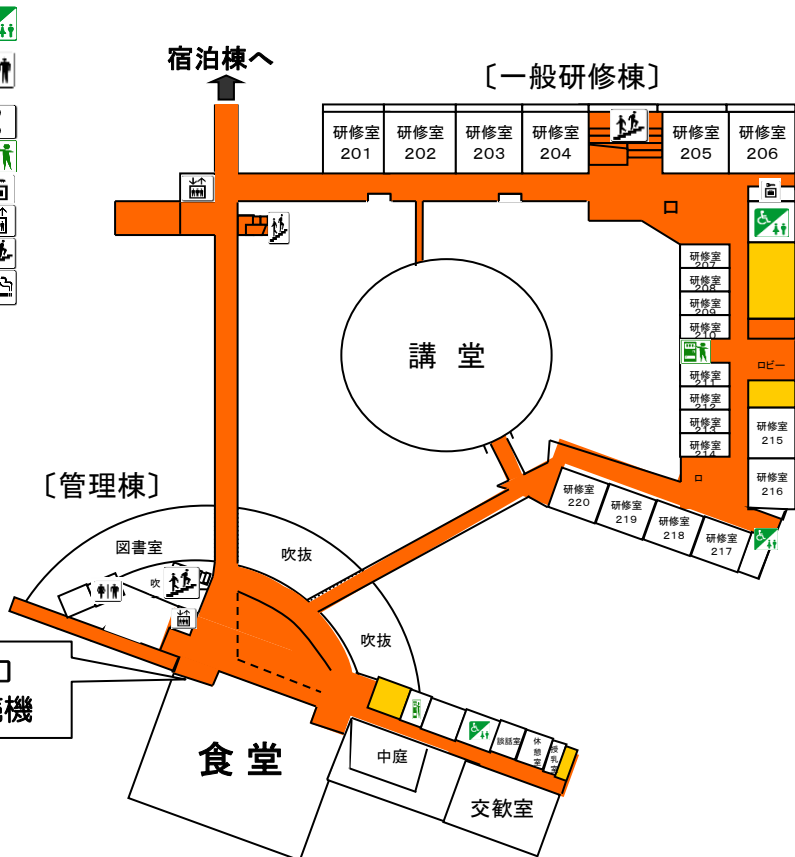 宿泊棟へ
〔一般研修棟〕
研修室
201
研修室
202
研修室
203
研修室
204
研修室
205
研修室
206
ロ
研修室
207
研修室
208
研修室
209
研修室
210
研修室
211
研修室
212
研修室
213
研修室
214
ロビー
研修室
215
研修室
216
講 堂
ロ
研修室
220
研修室
219
研修室
218
研修室
217
〔管理棟〕
図書室
吹抜
吹
吹抜
口
機
食 堂
中庭
談話室
休憩室
授乳室
交歓室